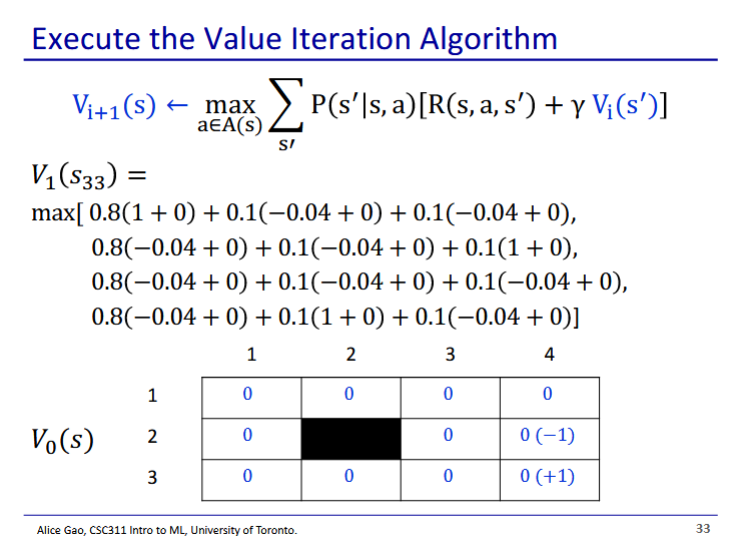 Execute the Value Iteration Algorithm
V_{i+1}(s) ← max_{a∈A(s)} ∑_{s′} P(s′|s, a)[R(s, a, s′) + γ V_i(s′)]
V_1(s_{33}) =
max[ 0.8(1 + 0) + 0.1(−0.04 + 0) + 0.1(−0.04 + 0),
0.8(−0.04 + 0) + 0.1(−0.04 + 0) + 0.1(1 + 0),
0.8(−0.04 + 0) + 0.1(−0.04 + 0) + 0.1(−0.04 + 0),
0.8(−0.04 + 0) + 0.1(1 + 0) + 0.1(−0.04 + 0)]
1 2 3 4
1 0 0 0 0
V_0(s) 2 0 0 0 (−1)
3 0 0 0 0 (+1)
Alice Gao, CSC311 Intro to ML, University of Toronto. 33